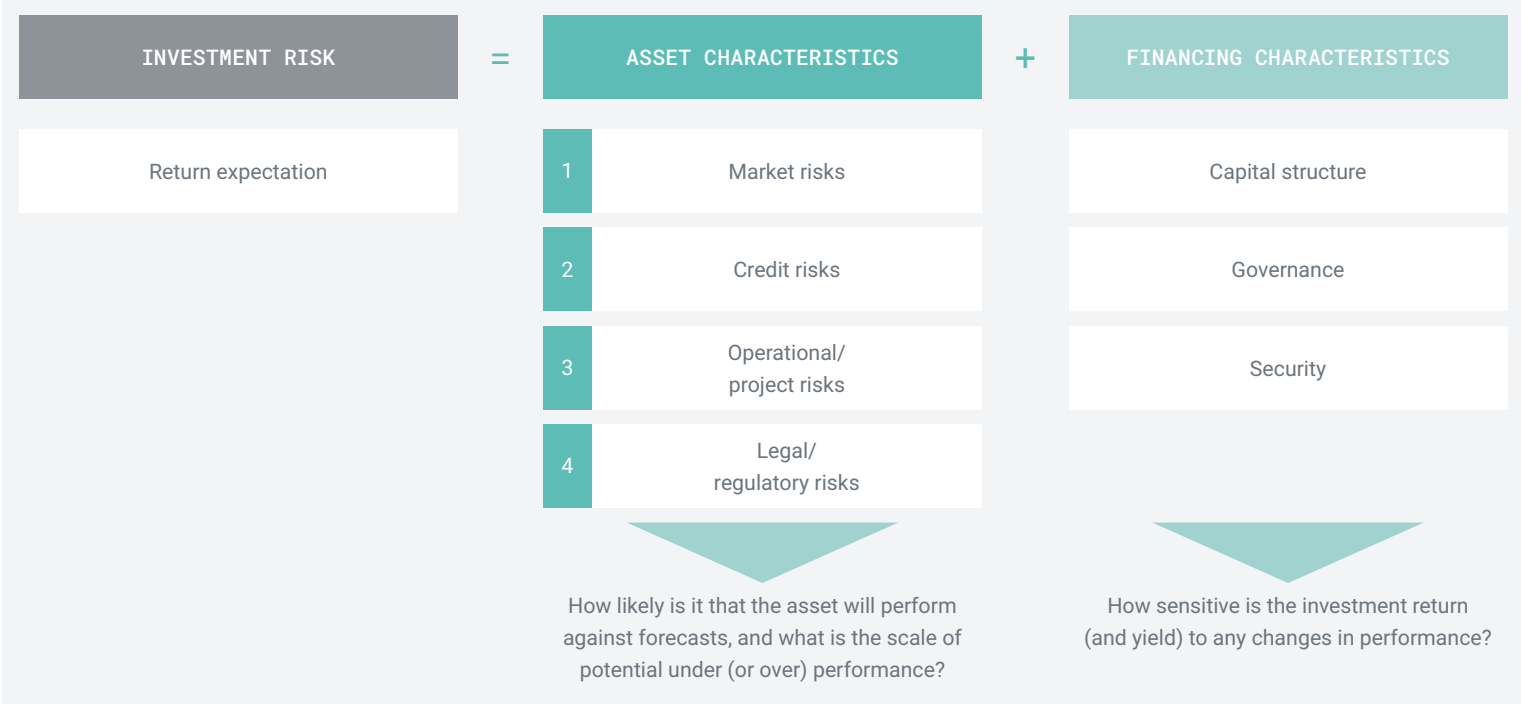 INVESTMENT RISK
=
ASSET CHARACTERISTICS
+
FINANCING CHARACTERISTICS
Return expectation
1
Market risks
2
Credit risks
3
Operational/
project risks
4
Legal/
regulatory risks
How likely is it that the asset will perform
against forecasts, and what is the scale of
potential under (or over) performance?
Capital structure
Governance
Security
How sensitive is the investment return
(and yield) to any changes in performance?